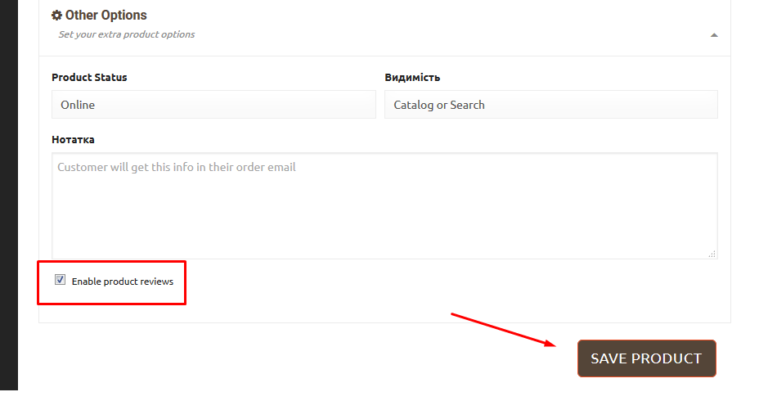 Other Options
Set your extra product options
Product Status
Видимість
Online
Catalog or Search
Нотатка
Customer will get this info in their order email
Enable product reviews
SAVE PRODUCT